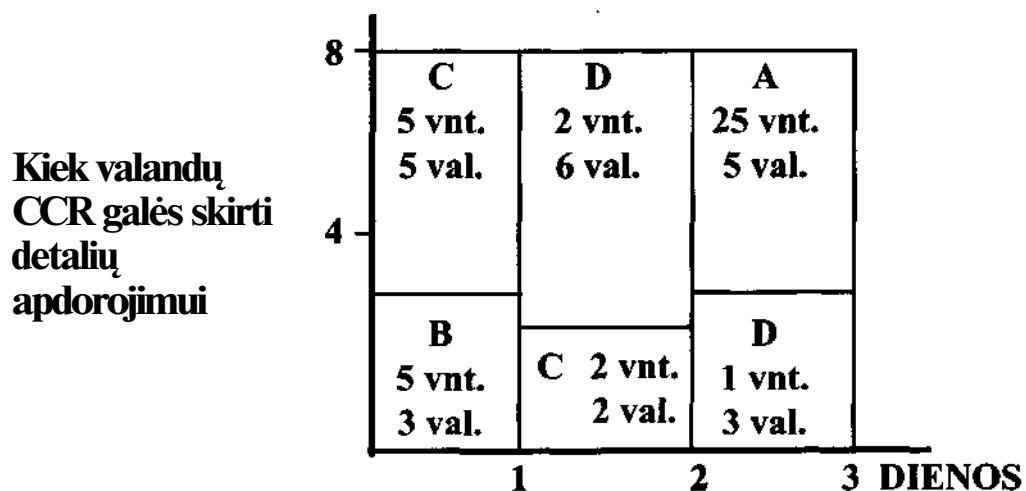 Kiek valandų
CCR galės skirti
detalių
apdorojimui
8
4
C
5 vnt.
5 val.
B
5 vnt.
3 val.
D
2 vnt.
6 val.
C 2 vnt.
2 val.
A
25 vnt.
5 val.
D
1 vnt.
3 val.
1 2 3 DIENOS